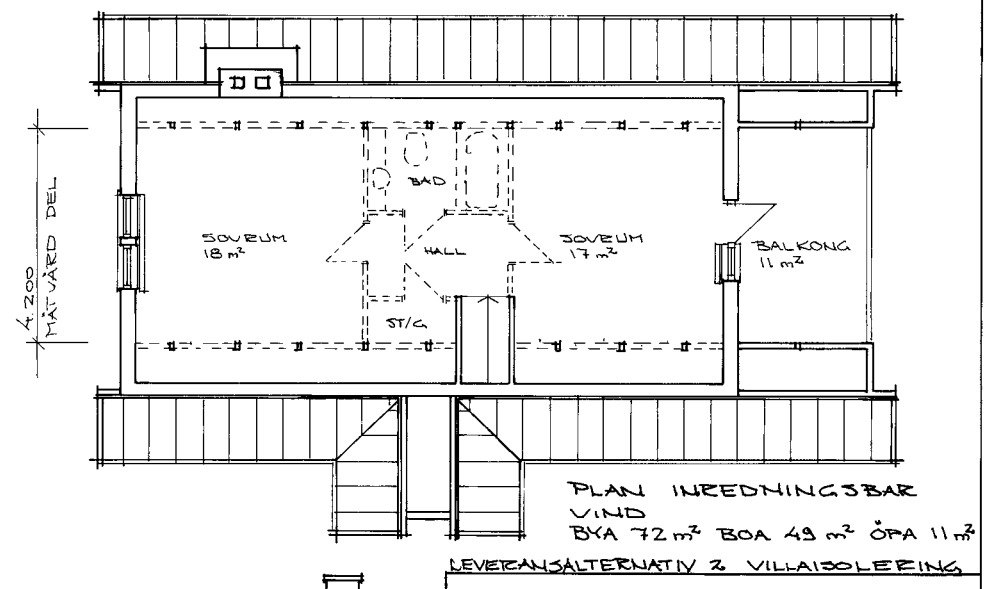 BAD
SOVRUM
18 m²
HALL
SOVRUM
17 m²
BALKONG
11 m²
4.200
MÄTVÄRD DEL
ST/G
PLAN INREDNINGSBAR
VIND
BYA 72 m² BOA 49 m² ÖPA 11 m²
LEVERANSALTERNATIV 2 VILLAISOLERING